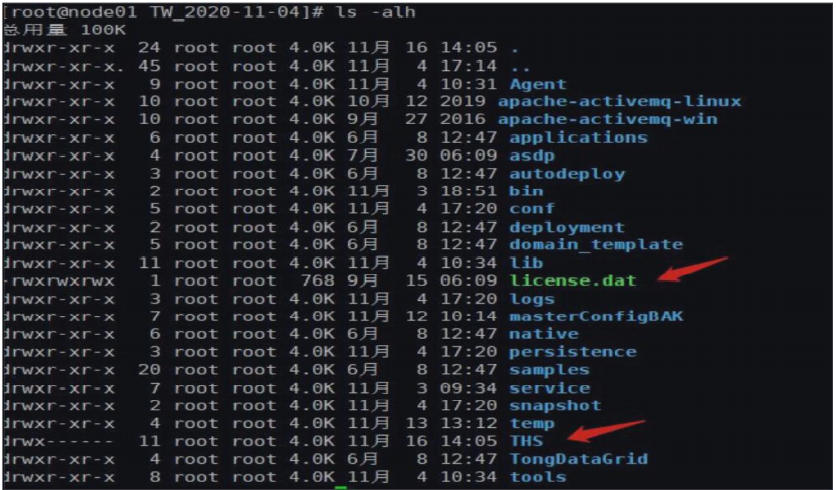 [root@node01 TW_2020-11-04]# ls -alh
总用量 100K
drwxr-xr-x  24 root root 4.0K 11月 16 14:05 .
drwxr-xr-x. 45 root root 4.0K 11月  4 17:14 ..
drwxr-xr-x   9 root root 4.0K 11月  4 10:31 Agent
drwxr-xr-x  10 root root 4.0K 10月 12 2019 apache-activemq-linux
drwxr-xr-x  10 root root 4.0K 9月  27 2016 apache-activemq-win
drwxr-xr-x   6 root root 4.0K 6月   8 12:47 applications
drwxr-xr-x   4 root root 4.0K 7月  30 06:09 asdp
drwxr-xr-x   3 root root 4.0K 6月   8 12:47 autodeploy
drwxr-xr-x   2 root root 4.0K 11月  3 18:51 bin
drwxr-xr-x   5 root root 4.0K 11月  4 17:20 conf
drwxr-xr-x   2 root root 4.0K 6月   8 12:47 deployment
drwxr-xr-x   5 root root 4.0K 6月   8 12:47 domain_template
drwxr-xr-x  11 root root 4.0K 11月  4 10:34 lib
-rwxrwxrwx   1 root root  768 9月  15 06:09 license.dat
drwxr-xr-x   3 root root 4.0K 11月  4 17:20 logs
drwxr-xr-x   7 root root 4.0K 11月 12 10:14 masterConfigBAK
drwxr-xr-x   6 root root 4.0K 6月   8 12:47 native
drwxr-xr-x   3 root root 4.0K 11月  4 17:20 persistence
drwxr-xr-x  20 root root 4.0K 6月   8 12:47 samples
drwxr-xr-x   7 root root 4.0K 11月  3 09:34 service
drwxr-xr-x   2 root root 4.0K 11月  4 17:20 snapshot
drwxr-xr-x   4 root root 4.0K 11月 13 13:12 temp
drwx------  11 root root 4.0K 11月 16 14:05 THS
drwxr-xr-x   4 root root 4.0K 6月   8 12:47 TongDataGrid
drwxr-xr-x   8 root root 4.0K 11月  4 10:34 tools